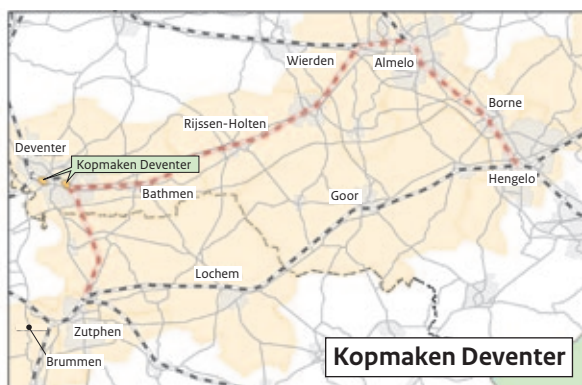 Wierden
Almelo
Borne
Rijssen-Holten
Deventer
Kopmaken Deventer
Bathmen
Hengelo
Goor
Lochem
Zutphen
Brummen
Kopmaken Deventer